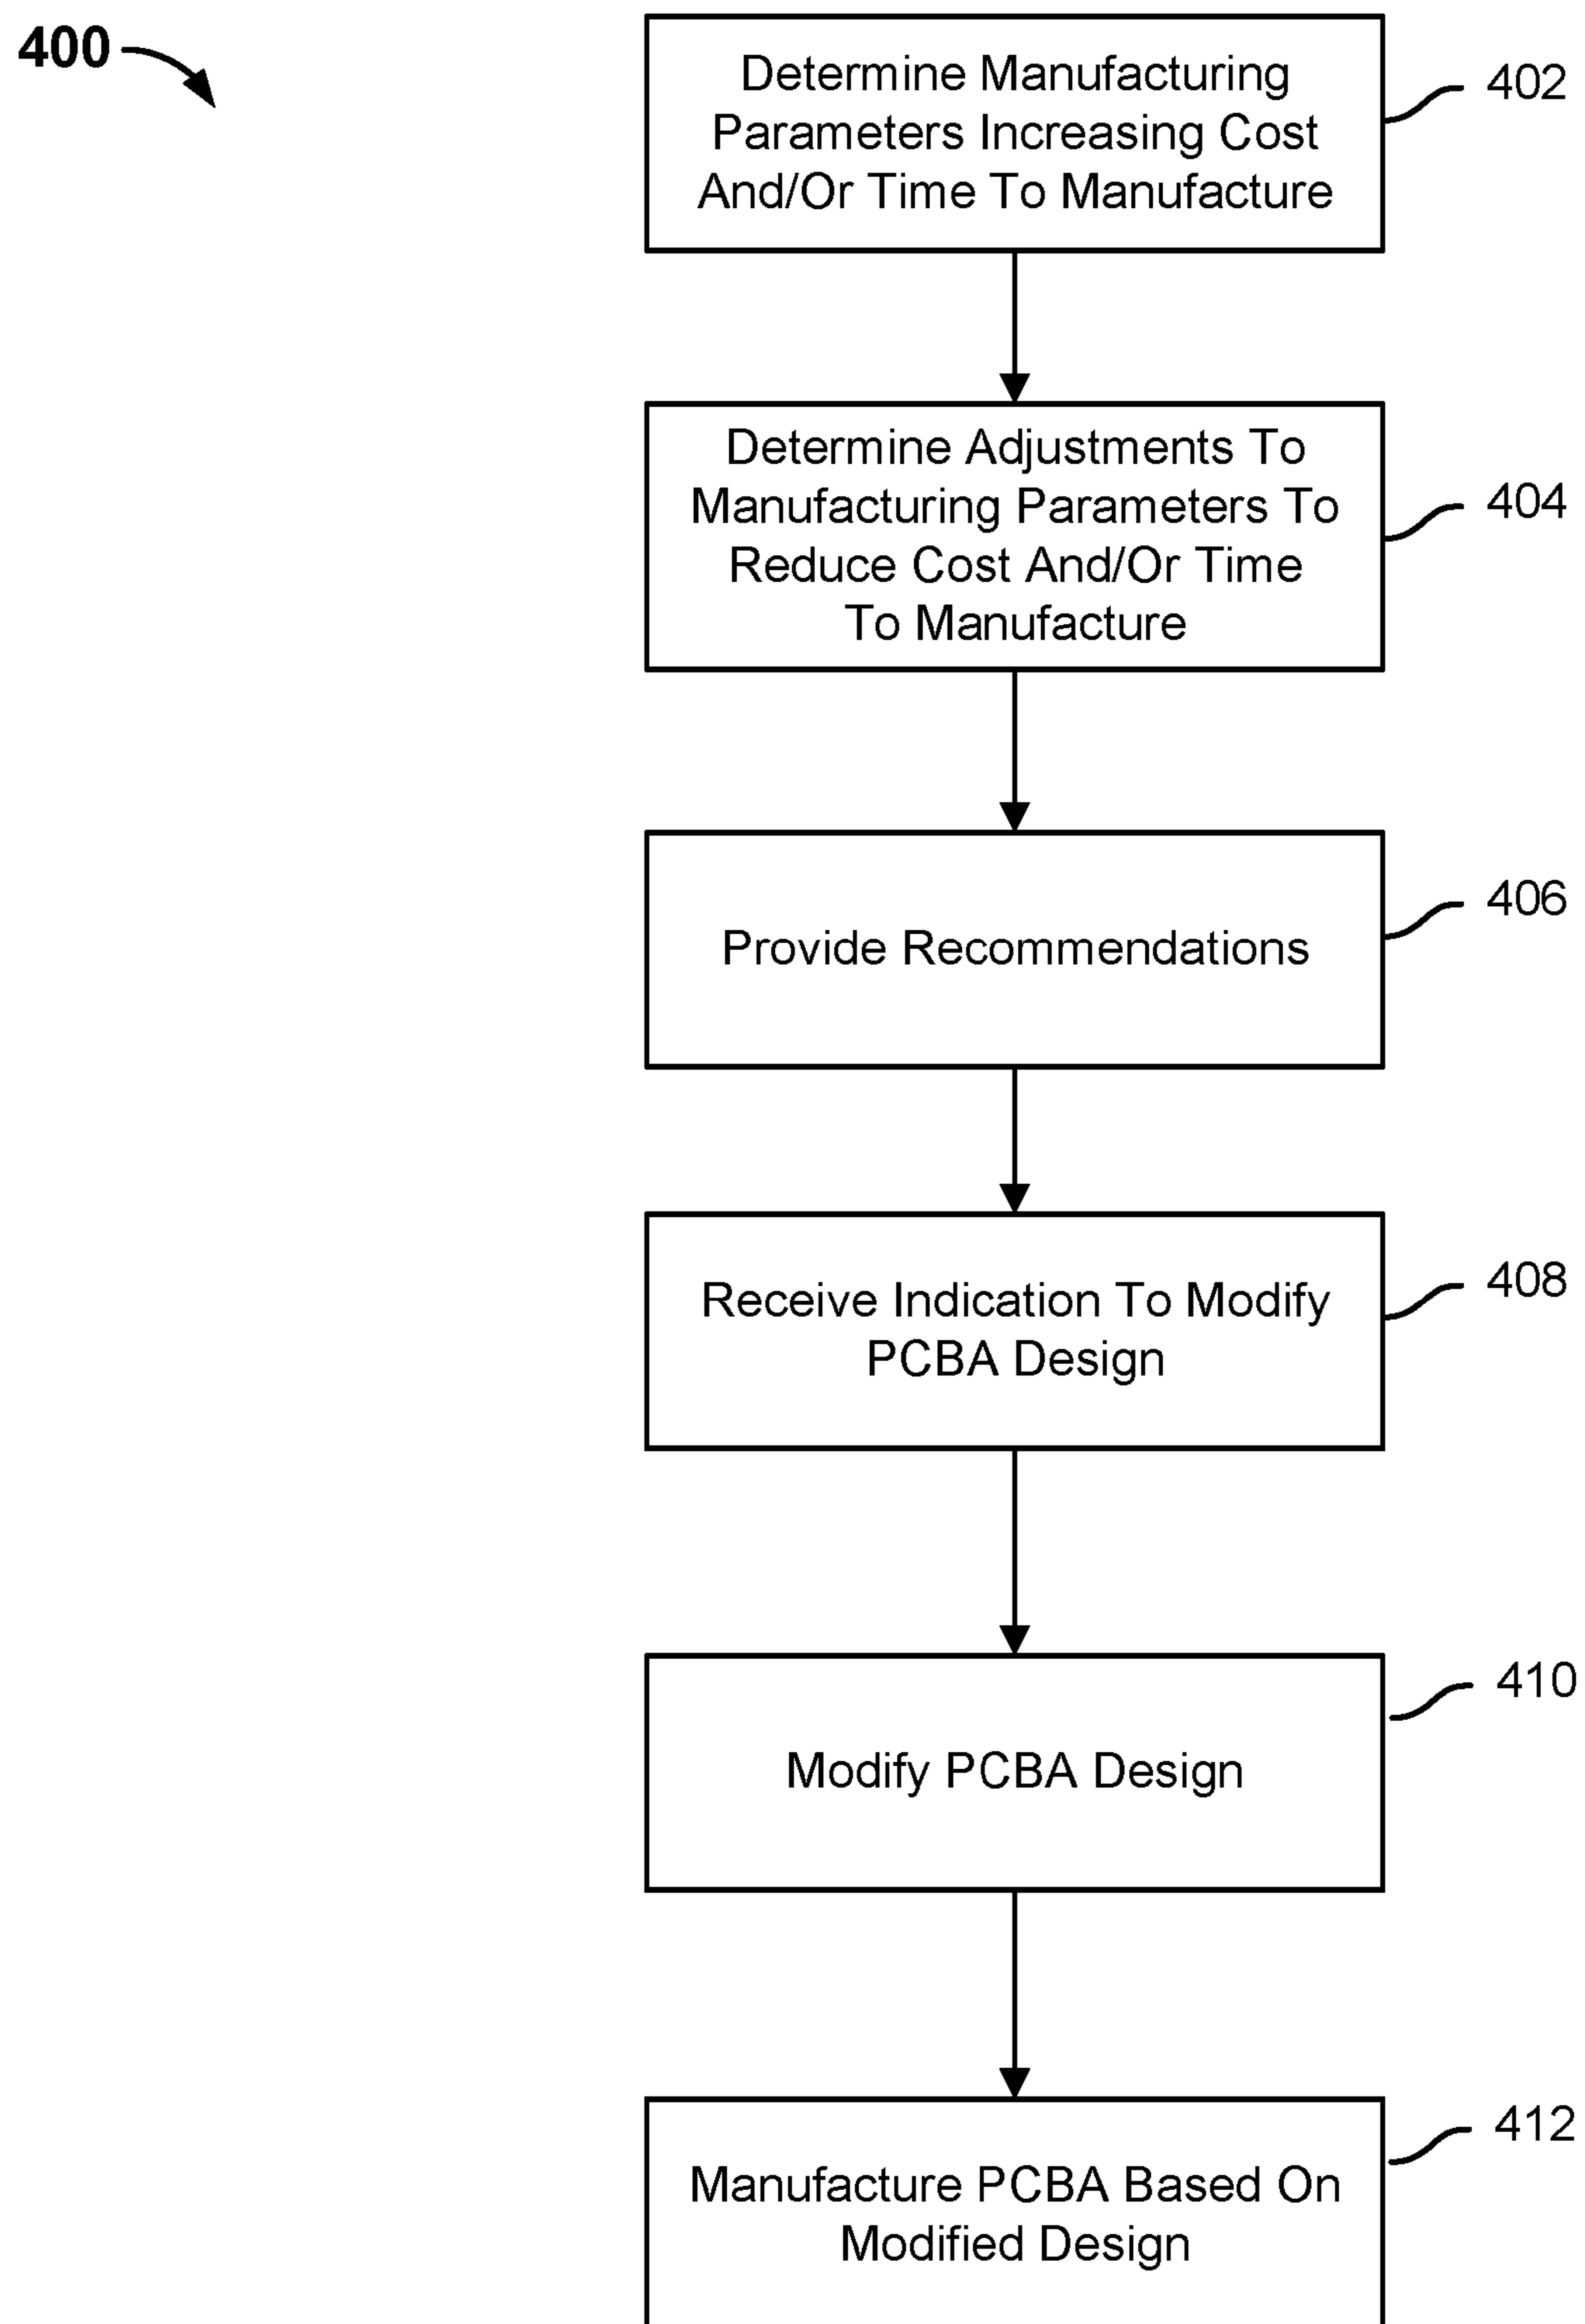 400
Determine Manufacturing
Parameters Increasing Cost
And/Or Time To Manufacture
402
Determine Adjustments To
Manufacturing Parameters To
Reduce Cost And/Or Time
To Manufacture
404
Provide Recommendations
406
Receive Indication To Modify
PCBA Design
408
Modify PCBA Design
410
Manufacture PCBA Based On
Modified Design
412